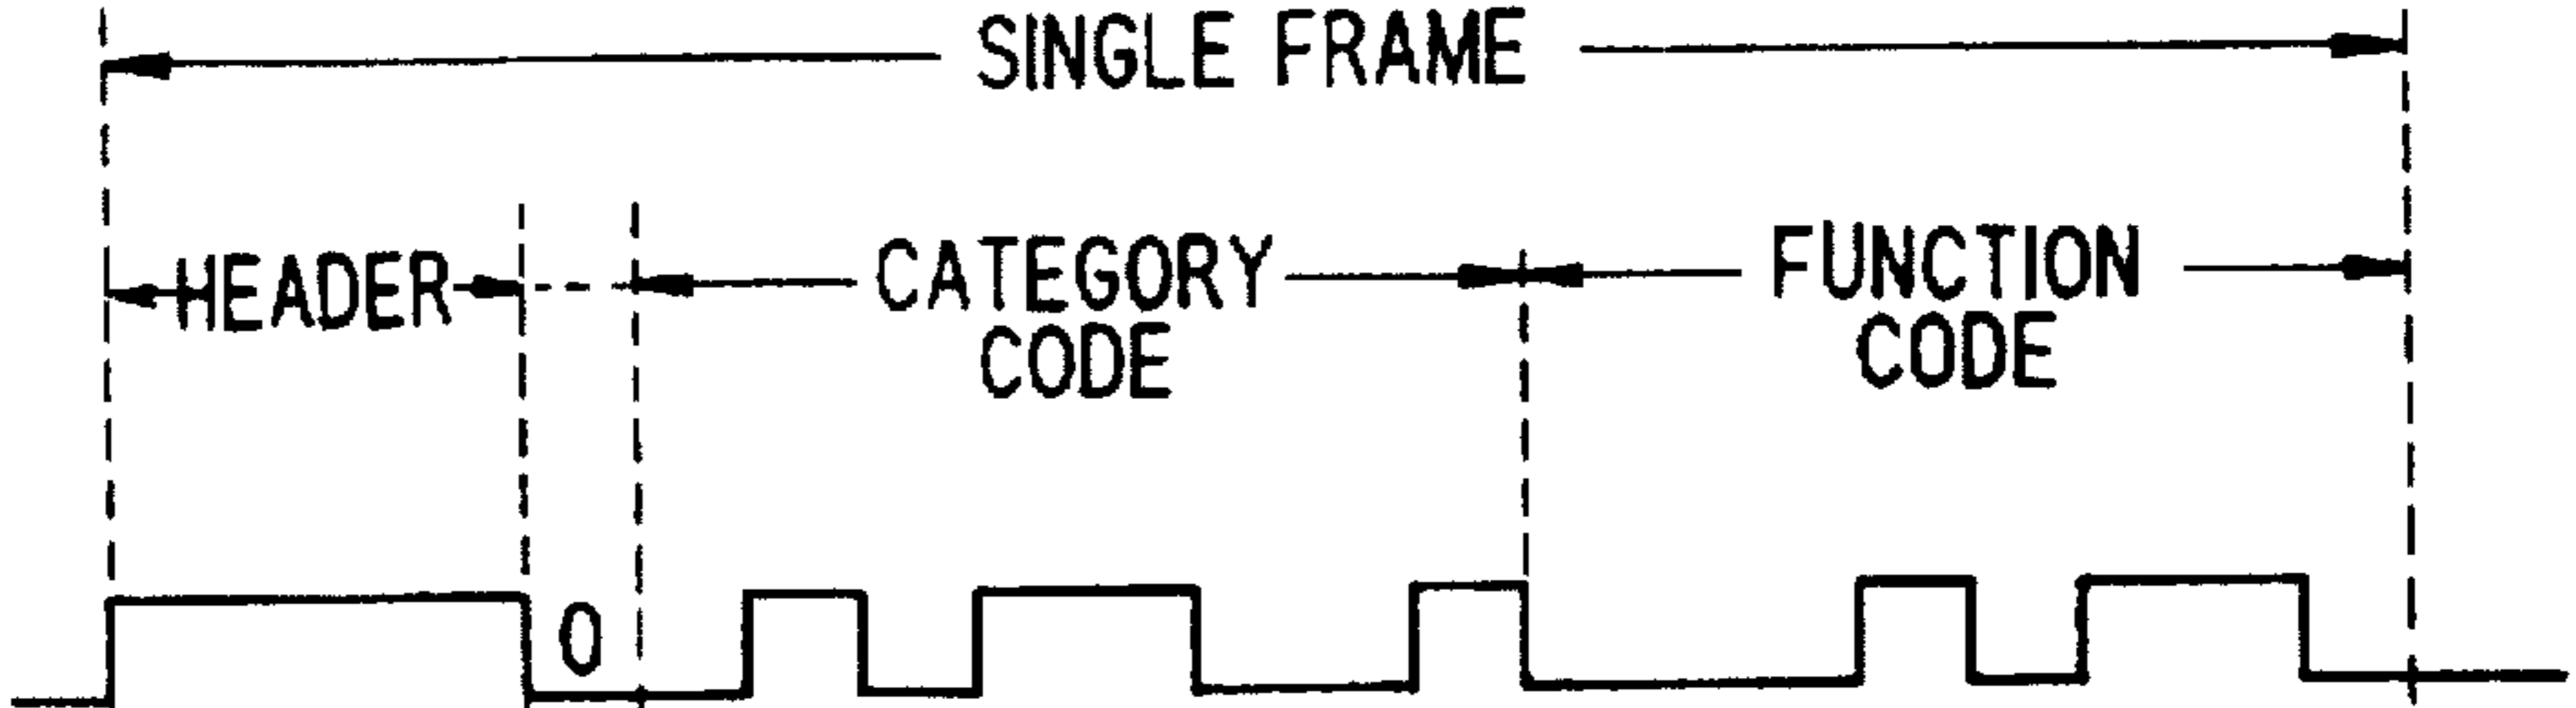 SINGLE FRAME
HEADER
CATEGORY
CODE
FUNCTION
CODE
0